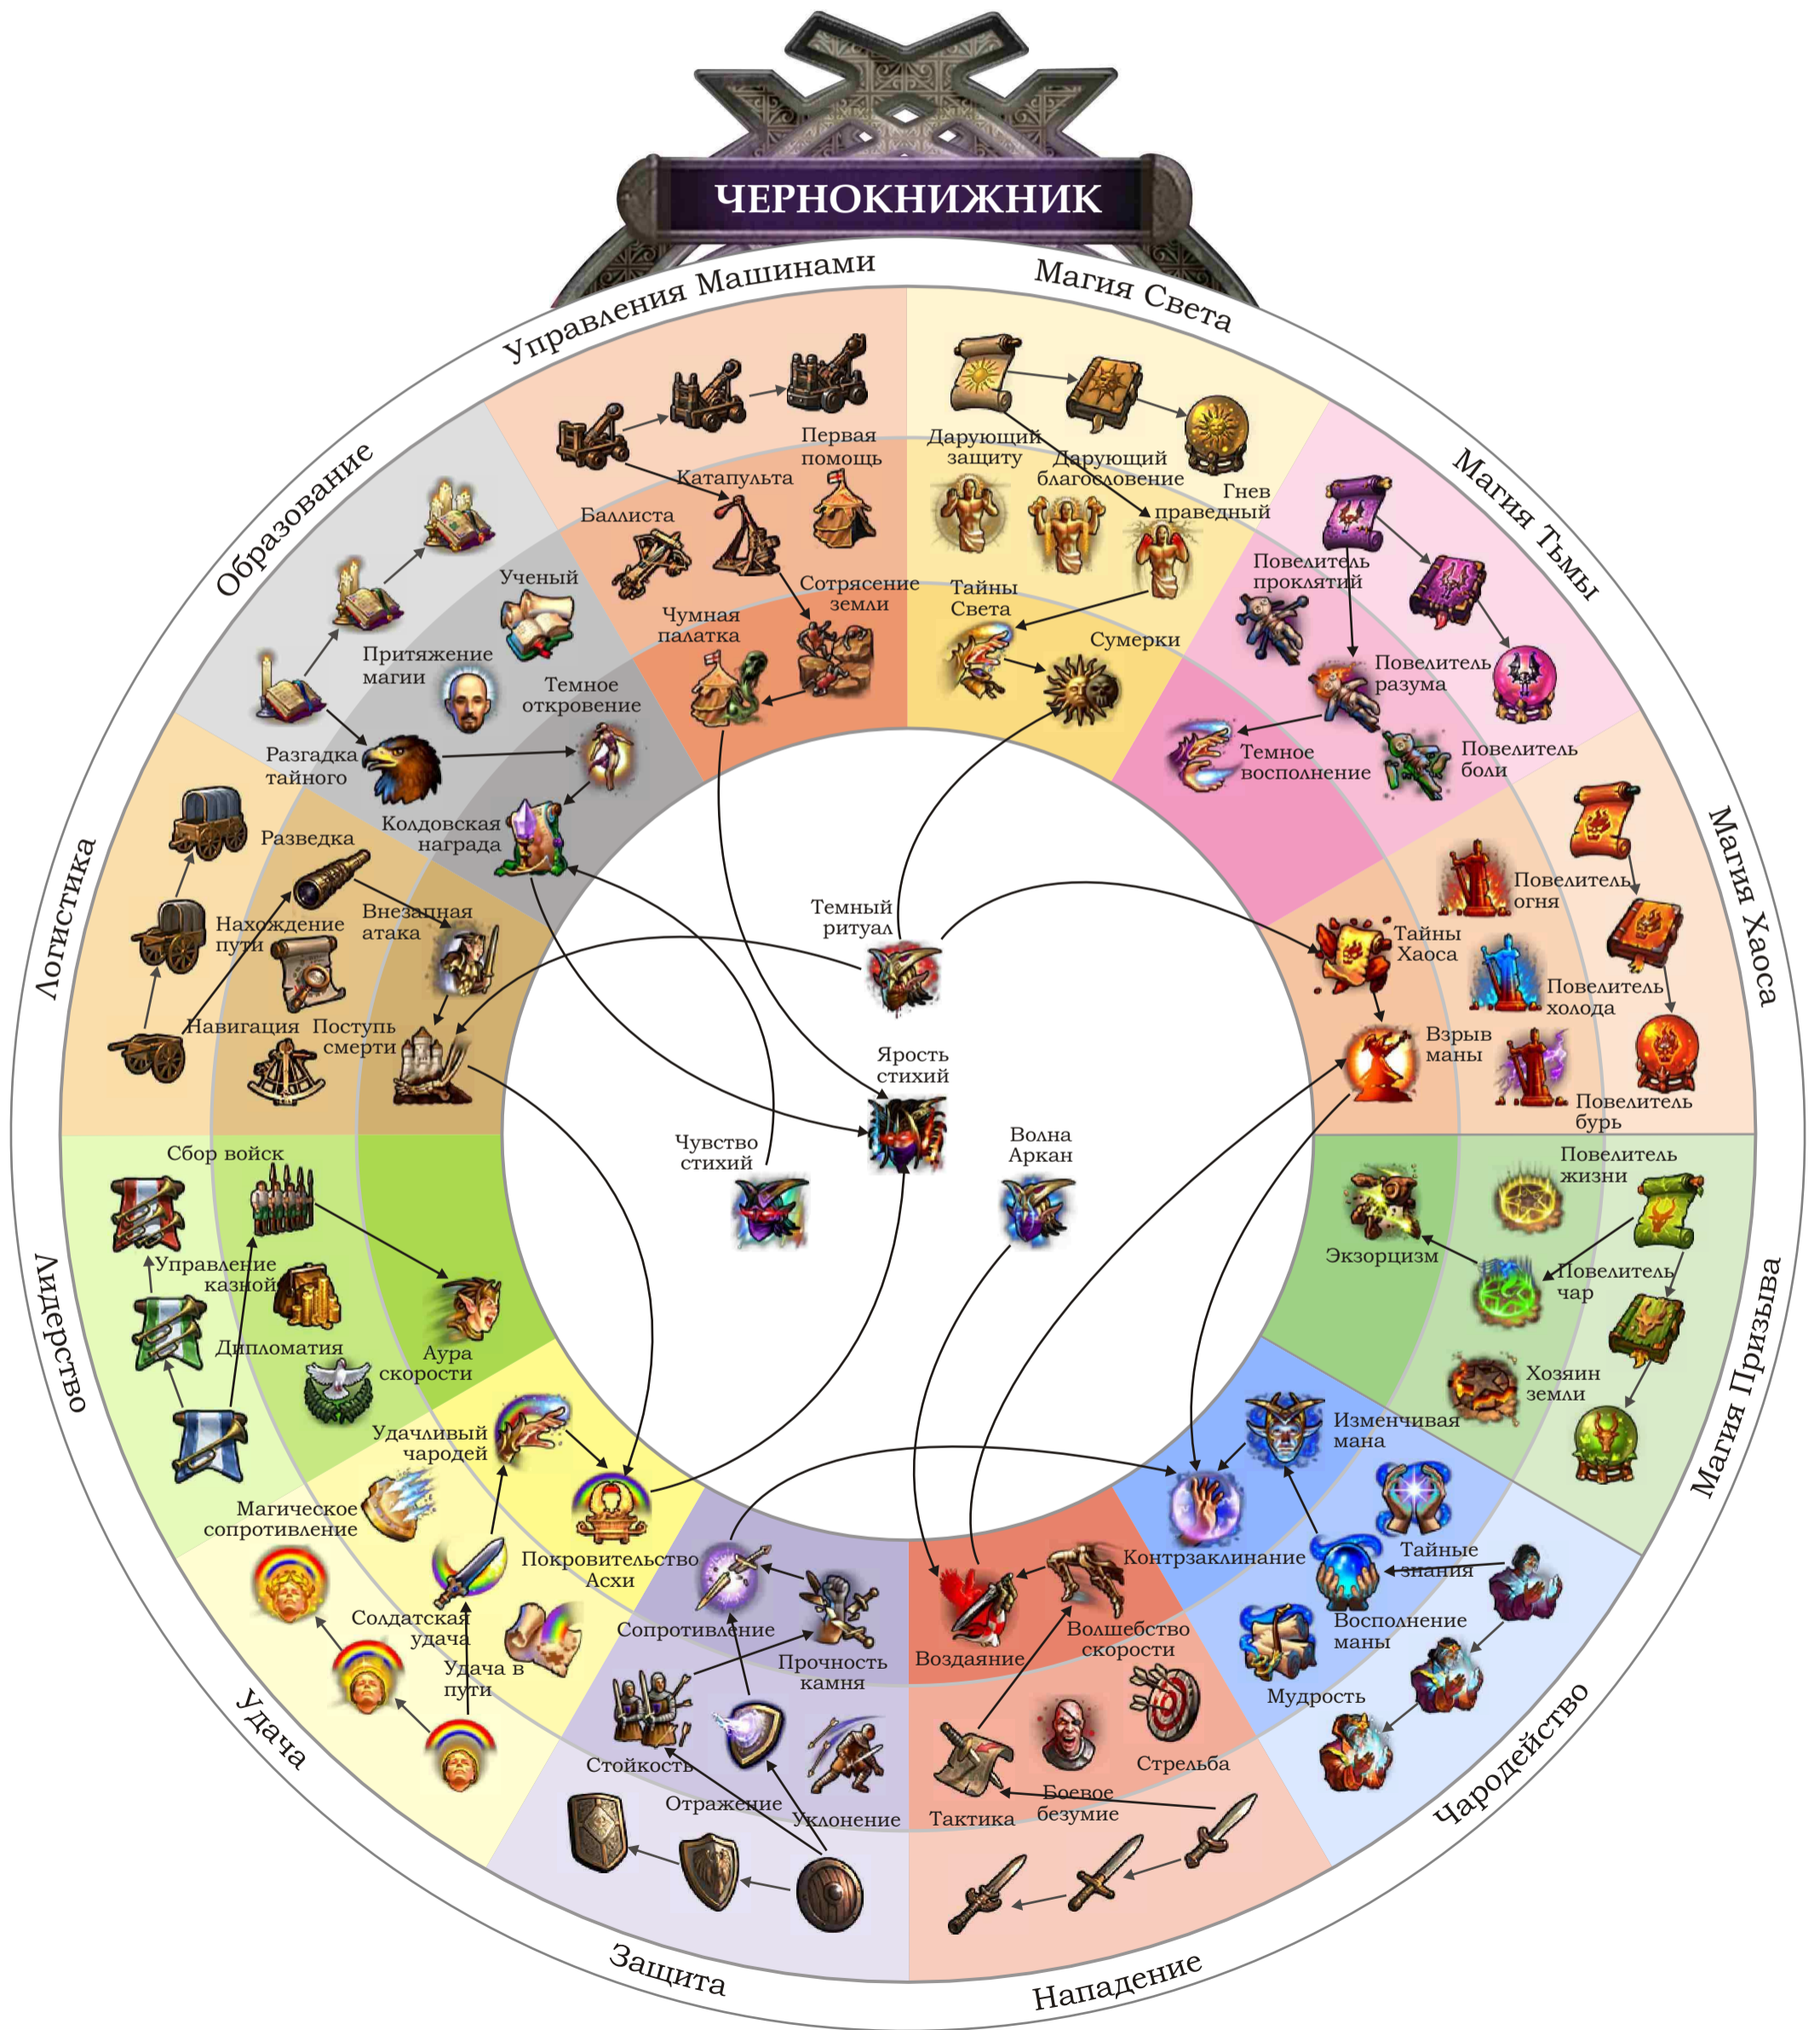 ЧЕРНОКНИЖНИК
Управления Машинами
Магия Света
Магия Тьмы
Магия Хаоса
Магия Призыва
Чародейство
Нападение
Защита
Удача
Лидерство
Логистика
Образование
Первая
помощь
Катапульта
Баллиста
Сотрясение
земли
Чумная
палатка
Дарующий
защиту
Дарующий
благословение
Гнев
праведный
Тайны
Света
Сумерки
Повелитель
проклятий
Повелитель
разума
Повелитель
боли
Темное
восполнение
Повелитель
огня
Тайны
Хаоса
Повелитель
холода
Взрыв
маны
Повелитель
бурь
Повелитель
жизни
Экзорцизм
Повелитель
чар
Хозяин
земли
Изменчивая
мана
Контрзаклинание
Тайные
знания
Восполнение
маны
Мудрость
Волшебство
скорости
Воздаяние
Стрельба
Боевое
безумие
Тактика
Сопротивление
Прочность
камня
Стойкость
Отражение
Уклонение
Удачливый
чародей
Магическое
сопротивление
Покровительство
Асхи
Солдатская
удача
Удача в
пути
Сбор войск
Управление
казной
Дипломатия
Аура
скорости
Разведка
Нахождение
пути
Внезапная
атака
Навигация
Поступь
смерти
Ученый
Притяжение
магии
Темное
откровение
Разгадка
тайного
Колдовская
награда
Темный
ритуал
Ярость
стихий
Чувство
стихий
Волна
Аркан